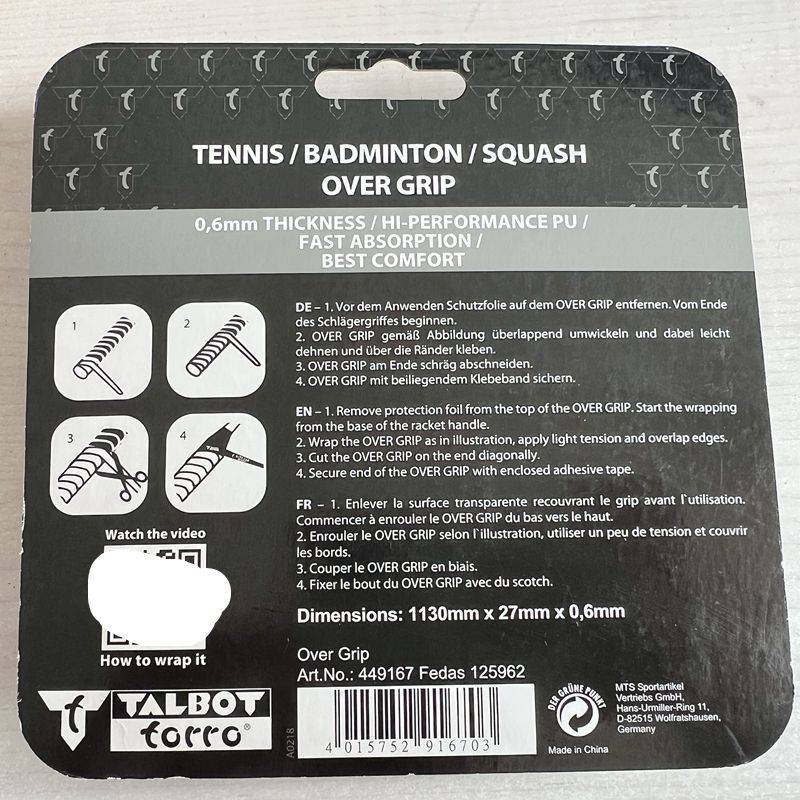 TENNIS / BADMINTON / SQUASH
OVER GRIP
0,6mm THICKNESS / HI-PERFORMANCE PU /
FAST ABSORPTION /
BEST COMFORT
1
2
3
4
DE – 1. Vor dem Anwenden Schutzfolie auf dem OVER GRIP entfernen. Vom Ende
des Schlägergriffes beginnen.
2. OVER GRIP gemäß Abbildung überlappend umwickeln und dabei leicht
dehnen und über die Ränder kleben.
3. OVER GRIP am Ende schräg abschneiden.
4. OVER GRIP mit beiliegendem Klebeband sichern.
EN – 1. Remove protection foil from the top of the OVER GRIP. Start the wrapping
from the base of the racket handle.
2. Wrap the OVER GRIP as in illustration, apply light tension and overlap edges.
3. Cut the OVER GRIP on the end diagonally.
4. Secure end of the OVER GRIP with enclosed adhesive tape.
FR – 1. Enlever la surface transparente recouvrant le grip avant l`utilisation.
Commencer à enrouler le OVER GRIP du bas vers le haut.
2. Enrouler le OVER GRIP selon l`illustration, utiliser un peu de tension et couvrir
les bords.
3. Couper le OVER GRIP en biais.
4. Fixer le bout du OVER GRIP avec du scotch.
Watch the video
How to wrap it
Dimensions: 1130mm x 27mm x 0,6mm
Over Grip
Art.No.: 449167 Fedas 125962
TALBOT
torro®
A0218
4 015752 916703
DER GRÜNE PUNKT
Made in China
MTS Sportartikel
Vertriebs GmbH,
Hans-Urmiller-Ring 11,
D-82515 Wolfratshausen,
Germany